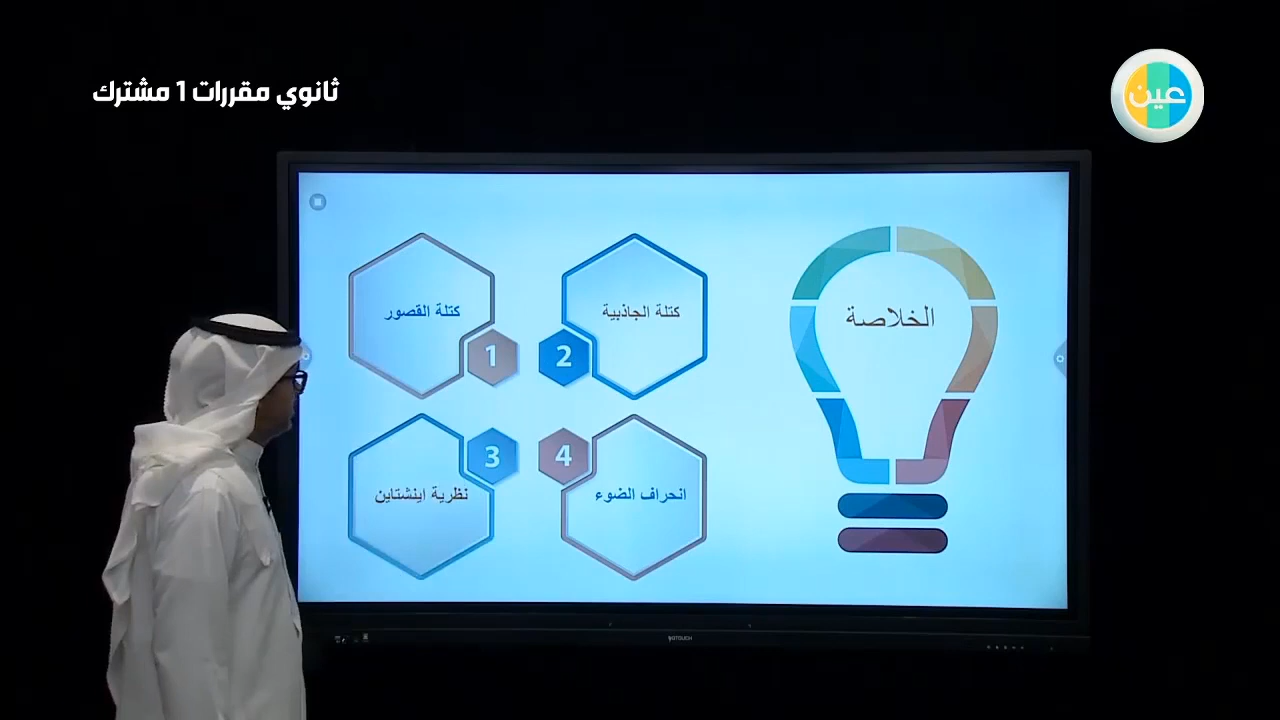 ثانوي مقررات 1 مشترك
عين
الخلاصة
كتلة القصور
1
كتلة الجاذبية
2
نظرية اينشتاين
3
انحراف الضوء
4